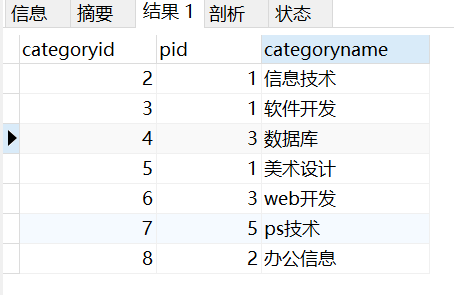 信息 摘要 结果 1 剖析 状态
categoryid pid categoryname
2 1 信息技术
3 1 软件开发
4 3 数据库
5 1 美术设计
6 3 web开发
7 5 ps技术
8 2 办公信息